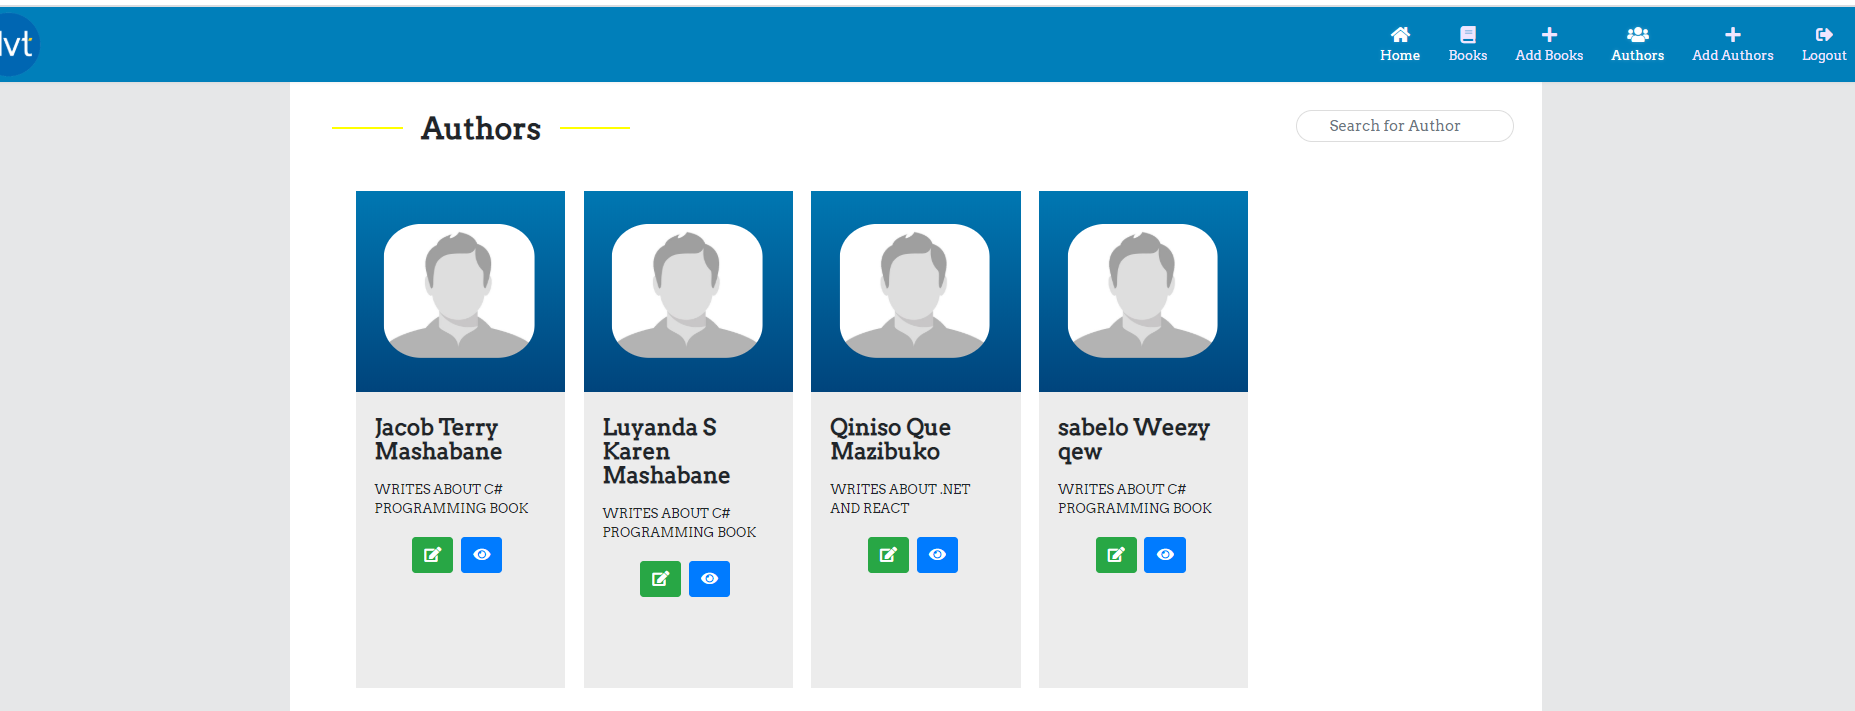 lvt
Home Books Add Books Authors Add Authors Logout
Authors
Search for Author
Jacob Terry
Mashabane
WRITES ABOUT C#
PROGRAMMING BOOK
Luyanda S
Karen
Mashabane
WRITES ABOUT C#
PROGRAMMING BOOK
Qiniso Que
Mazibuko
WRITES ABOUT .NET
AND REACT
sabelo Weezy
qew
WRITES ABOUT C#
PROGRAMMING BOOK